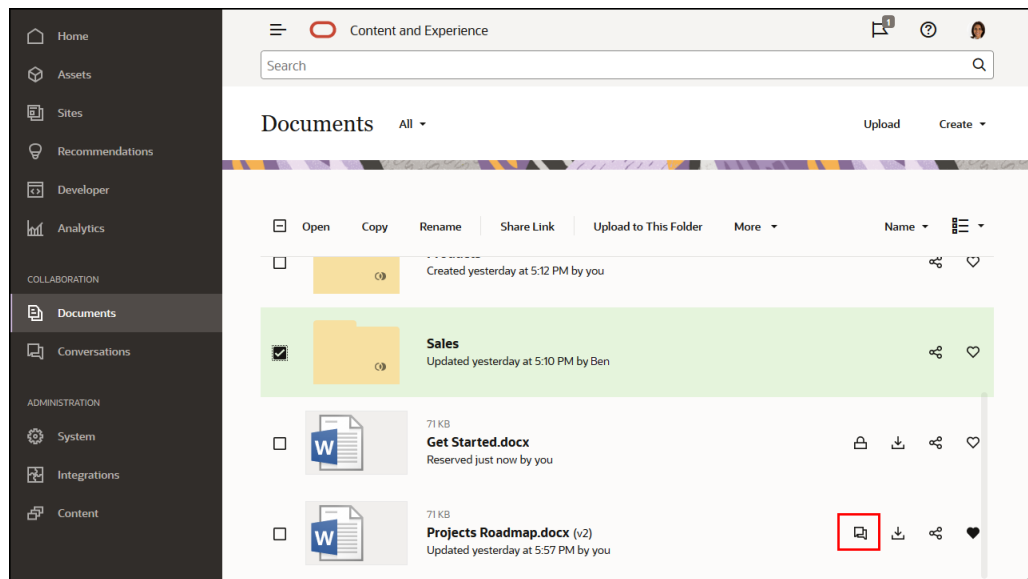 Home
Assets
Sites
Recommendations
Developer
Analytics
COLLABORATION
Documents
Conversations
ADMINISTRATION
System
Integrations
Content
Content and Experience
1
Search
Documents All
Upload Create
Open Copy Rename Share Link Upload to This Folder More Name
Created yesterday at 5:12 PM by you
Sales
Updated yesterday at 5:10 PM by Ben
71 KB
W
Get Started.docx
Reserved just now by you
71 KB
W
Projects Roadmap.docx (v2)
Updated yesterday at 5:57 PM by you